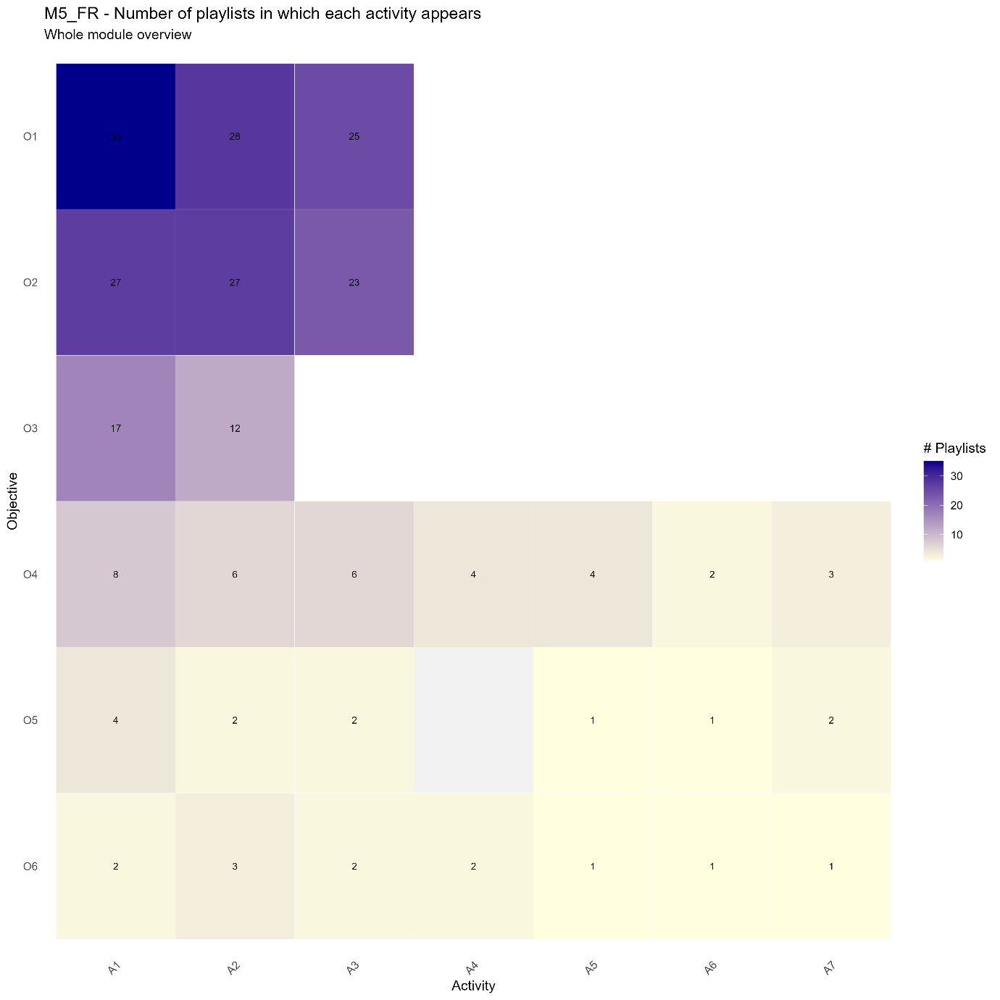 M5_FR - Number of playlists in which each activity appears
Whole module overview
O1
35 28 25
O2
27 27 23
O3
17 12
# Playlists
30
20
10
Objective
O4
8 6 6 4 4 2 3
O5
4 2 2 1 1 2
O6
2 3 2 2 1 1 1
A1 A2 A3 A4 A5 A6 A7
Activity